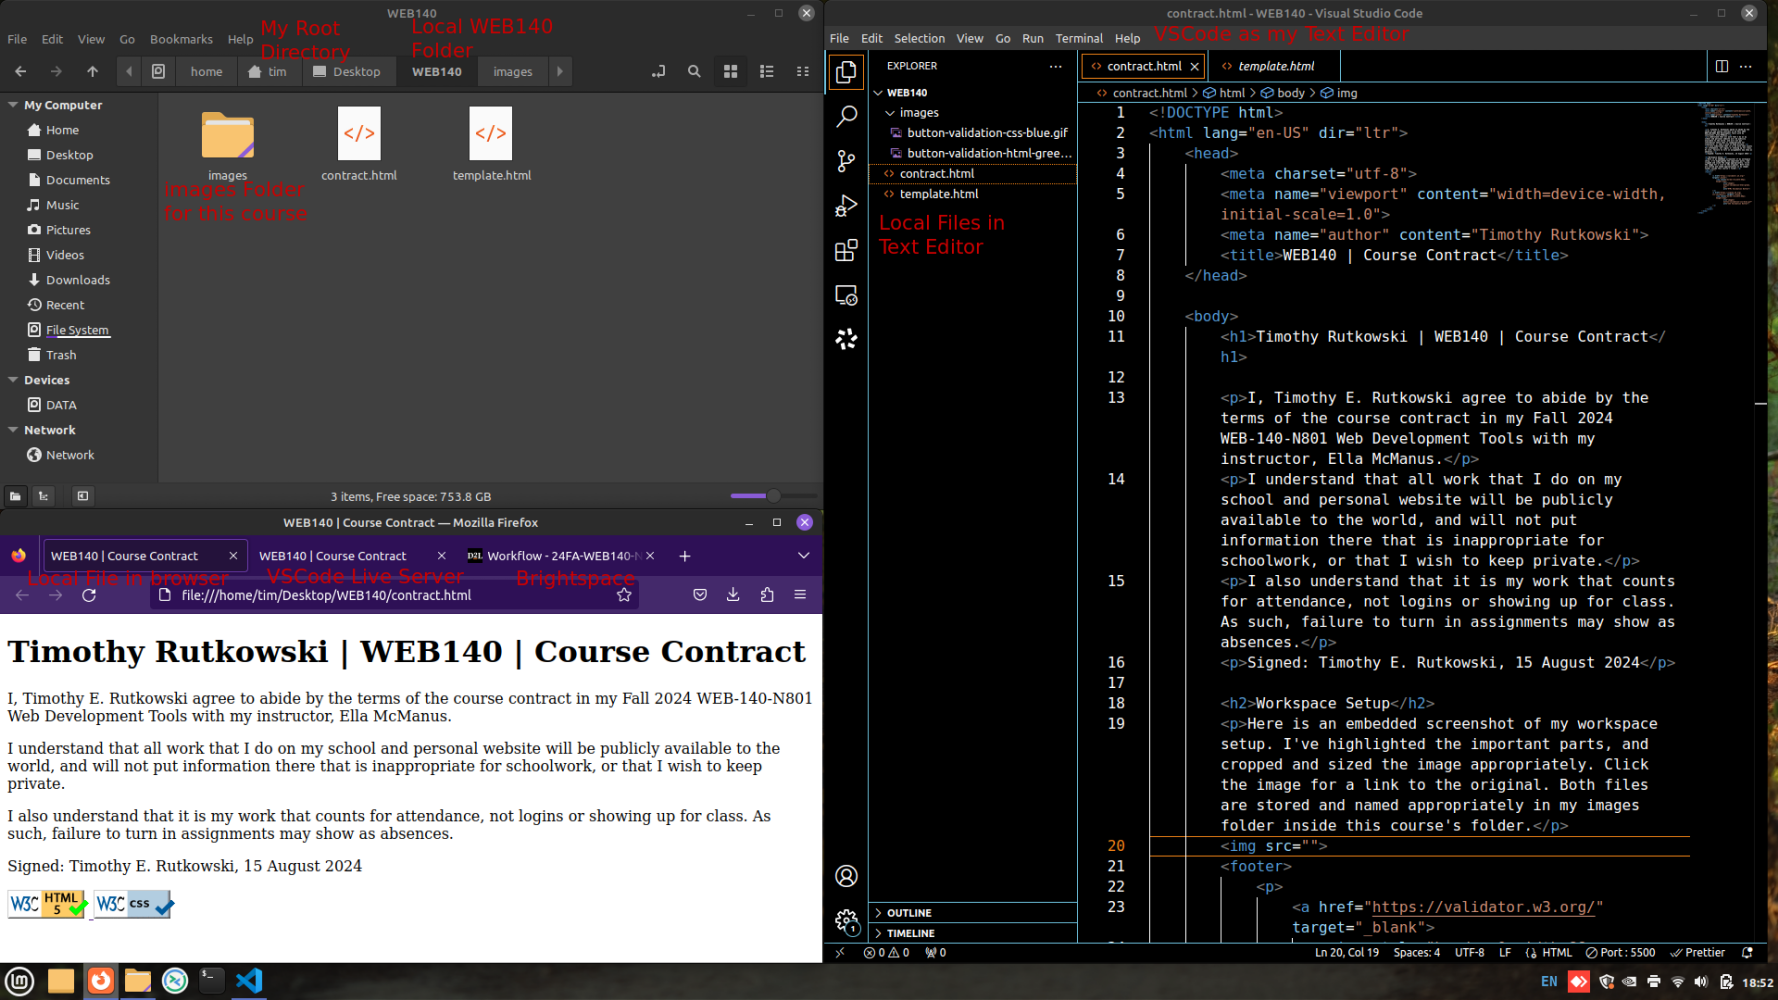 WEB140
File Edit View Go Bookmarks Help
My Root
Directory
Local WEB140
Folder
home tim Desktop WEB140 images
My Computer
Home
Desktop
Documents
Music
Pictures
Videos
Downloads
Recent
File System
Trash
Devices
DATA
Network
Network
images
contract.html
template.html
images Folder
for this course
3 items, Free space: 753.8 GB
WEB140 | Course Contract — Mozilla Firefox
WEB140 | Course Contract
WEB140 | Course Contract
D2L Workflow - 24FA-WEB140-N
Local File in browser
VSCode Live Server
Brightspace
file:///home/tim/Desktop/WEB140/contract.html
Timothy Rutkowski | WEB140 | Course Contract
I, Timothy E. Rutkowski agree to abide by the terms of the course contract in my Fall 2024 WEB-140-N801
Web Development Tools with my instructor, Ella McManus.
I understand that all work that I do on my school and personal website will be publicly available to the
world, and will not put information there that is inappropriate for schoolwork, or that I wish to keep
private.
I also understand that it is my work that counts for attendance, not logins or showing up for class. As
such, failure to turn in assignments may show as absences.
Signed: Timothy E. Rutkowski, 15 August 2024
W3C HTML 5
W3C css
contract.html - WEB140 - Visual Studio Code
File Edit Selection View Go Run Terminal Help
VSCode as my Text Editor
EXPLORER
WEB140
images
button-validation-css-blue.gif
button-validation-html-gree...
contract.html
template.html
Local Files in
Text Editor
OUTLINE
TIMELINE
contract.html
template.html
contract.html > html > body > img
1 <!DOCTYPE html>
2 <html lang="en-US" dir="ltr">
3 <head>
4 <meta charset="utf-8">
5 <meta name="viewport" content="width=device-width,
initial-scale=1.0">
6 <meta name="author" content="Timothy Rutkowski">
7 <title>WEB140 | Course Contract</title>
8 </head>
9
10 <body>
11 <h1>Timothy Rutkowski | WEB140 | Course Contract</
h1>
12
13 <p>I, Timothy E. Rutkowski agree to abide by the
terms of the course contract in my Fall 2024
WEB-140-N801 Web Development Tools with my
instructor, Ella McManus.</p>
14 <p>I understand that all work that I do on my
school and personal website will be publicly
available to the world, and will not put
information there that is inappropriate for
schoolwork, or that I wish to keep private.</p>
15 <p>I also understand that it is my work that counts
for attendance, not logins or showing up for class.
As such, failure to turn in assignments may show as
absences.</p>
16 <p>Signed: Timothy E. Rutkowski, 15 August 2024</p>
17
18 <h2>Workspace Setup</h2>
19 <p>Here is an embedded screenshot of my workspace
setup. I've highlighted the important parts, and
cropped and sized the image appropriately. Click
the image for a link to the original. Both files
are stored and named appropriately in my images
folder inside this course's folder.</p>
20 <img src="">
21 <footer>
22 <p>
23 <a href="https://validator.w3.org/"
target="_blank">
1
0 0 0
Ln 20, Col 19 Spaces: 4 UTF-8 LF HTML Port : 5500 Prettier
EN 18:52